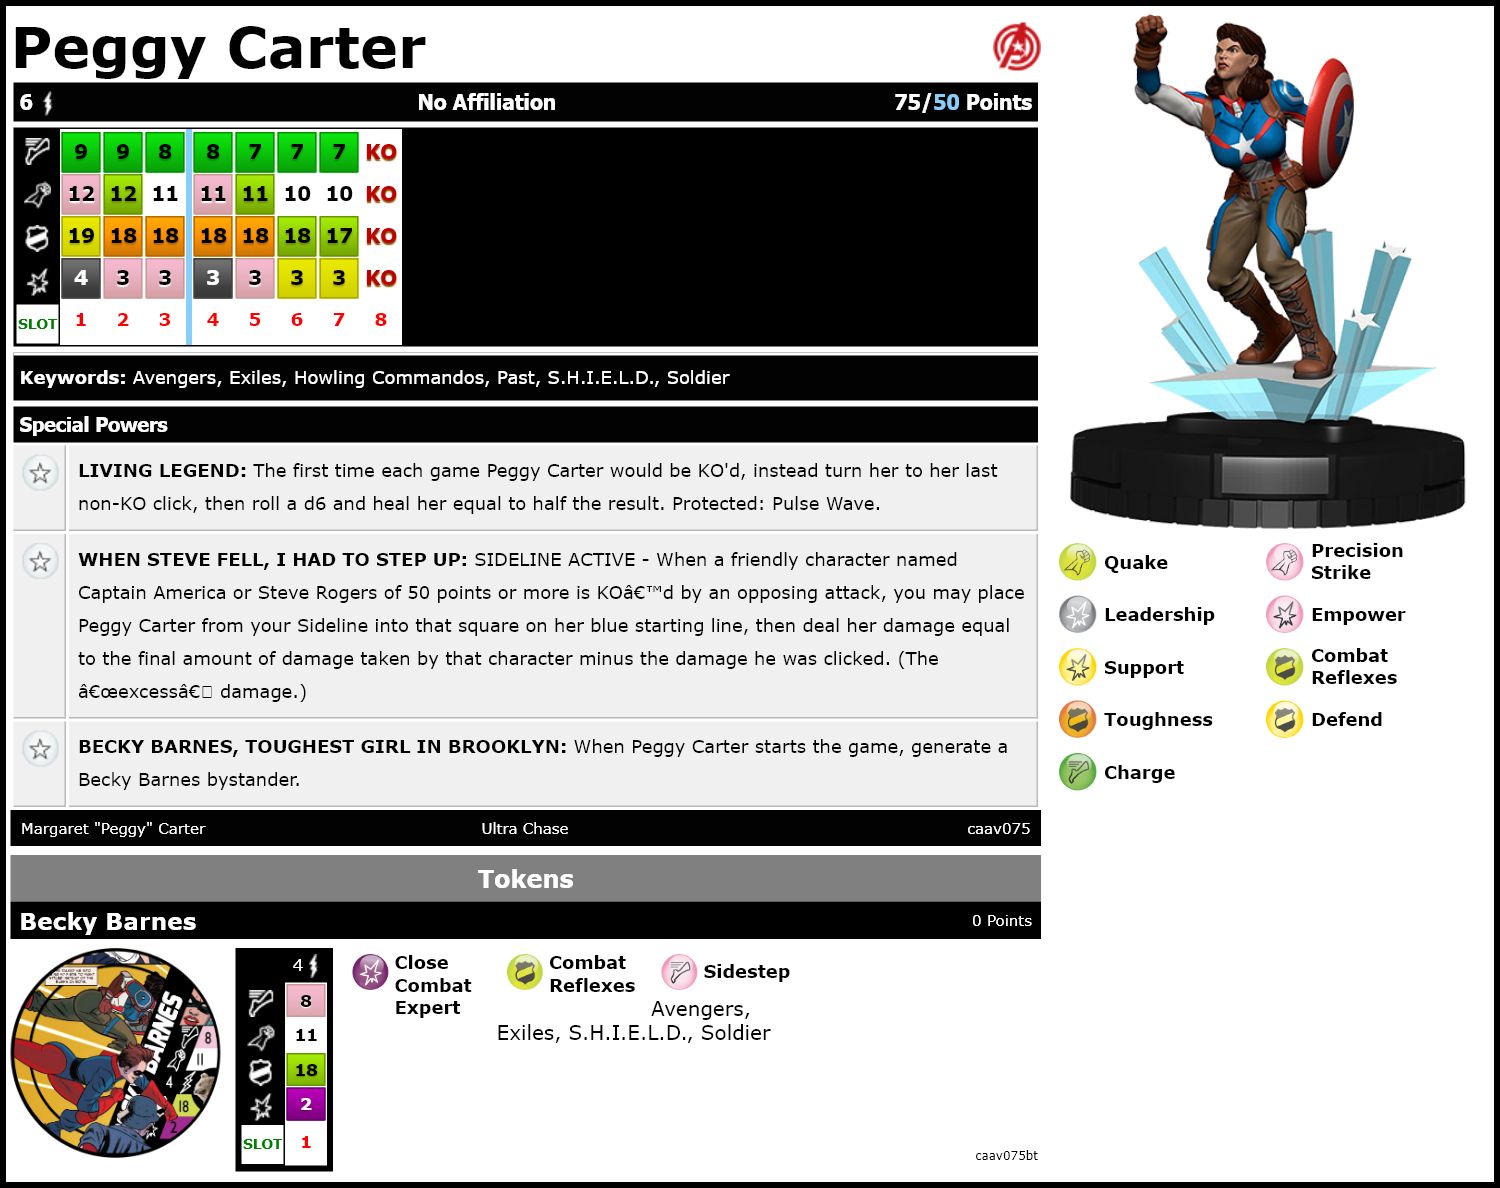 Peggy Carter
6 No Affiliation 75/50 Points
9 9 8 8 7 7 7 KO
12 12 11 11 11 10 10 KO
19 18 18 18 18 18 17 KO
4 3 3 3 3 3 3 KO
SLOT 1 2 3 4 5 6 7 8
Keywords: Avengers, Exiles, Howling Commandos, Past, S.H.I.E.L.D., Soldier
Special Powers
LIVING LEGEND: The first time each game Peggy Carter would be KO'd, instead turn her to her last
non-KO click, then roll a d6 and heal her equal to half the result. Protected: Pulse Wave.
WHEN STEVE FELL, I HAD TO STEP UP: SIDELINE ACTIVE - When a friendly character named
Captain America or Steve Rogers of 50 points or more is KOâ€™d by an opposing attack, you may place
Peggy Carter from your Sideline into that square on her blue starting line, then deal her damage equal
to the final amount of damage taken by that character minus the damage he was clicked. (The
â€œexcessâ€▯ damage.)
BECKY BARNES, TOUGHEST GIRL IN BROOKLYN: When Peggy Carter starts the game, generate a
Becky Barnes bystander.
Margaret "Peggy" Carter Ultra Chase caav075
Quake
Precision
Strike
Leadership
Empower
Support
Combat
Reflexes
Toughness
Defend
Charge
Tokens
Becky Barnes 0 Points
BARNES
8
11
4
18
2
4
8
11
18
2
SLOT 1
Close
Combat
Expert
Combat
Reflexes
Sidestep
Avengers,
Exiles, S.H.I.E.L.D., Soldier
caav075bt